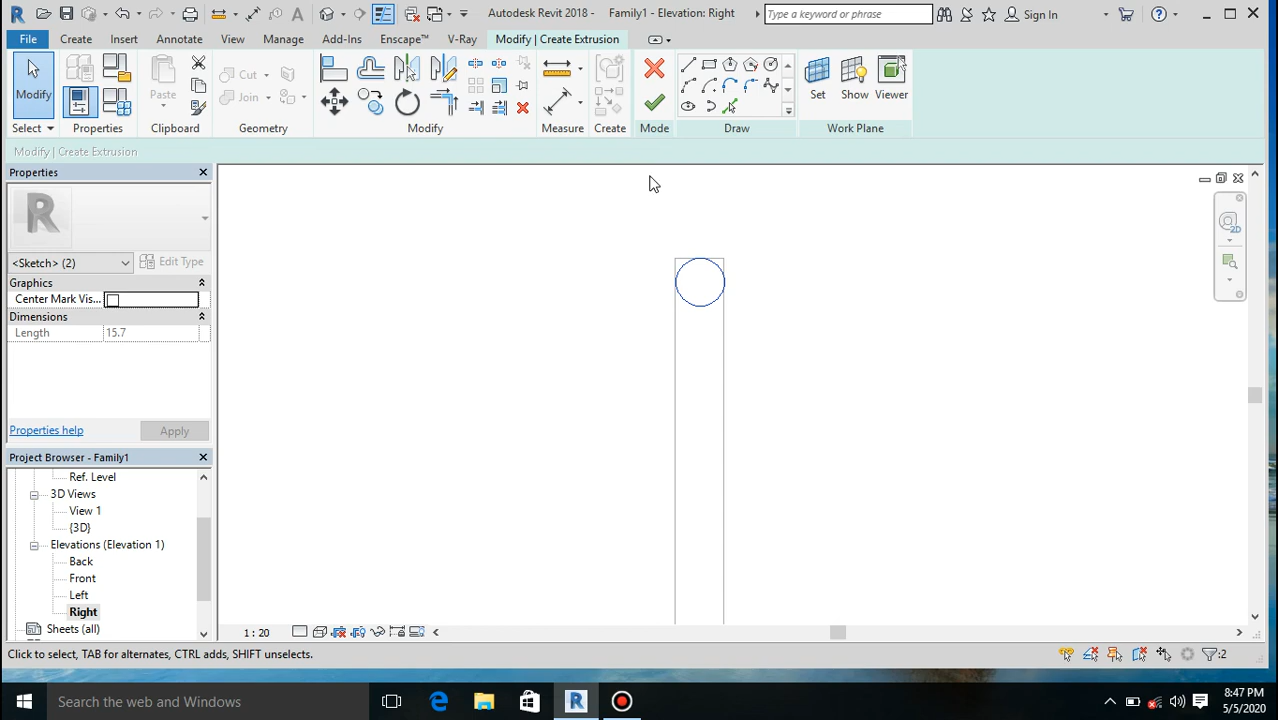 Autodesk Revit 2018 - Family1 - Elevation: Right
Type a keyword or phrase
Sign In
File Create Insert Annotate View Manage Add-Ins Enscape™ V-Ray Modify | Create Extrusion
Modify
Paste
Cut
Join
Set
Show
Viewer
Select
Properties
Clipboard
Geometry
Modify
Measure
Create
Mode
Draw
Work Plane
Modify | Create Extrusion
Properties
R
<Sketch> (2)
Edit Type
Graphics
Center Mark Vis...
Dimensions
Length 15.7
Properties help
Apply
Project Browser - Family1
Ref. Level
3D Views
View 1
{3D}
Elevations (Elevation 1)
Back
Front
Left
Right
Sheets (all)
2D
1 : 20
Click to select, TAB for alternates, CTRL adds, SHIFT unselects.
:2
Search the web and Windows
8:47 PM
5/5/2020